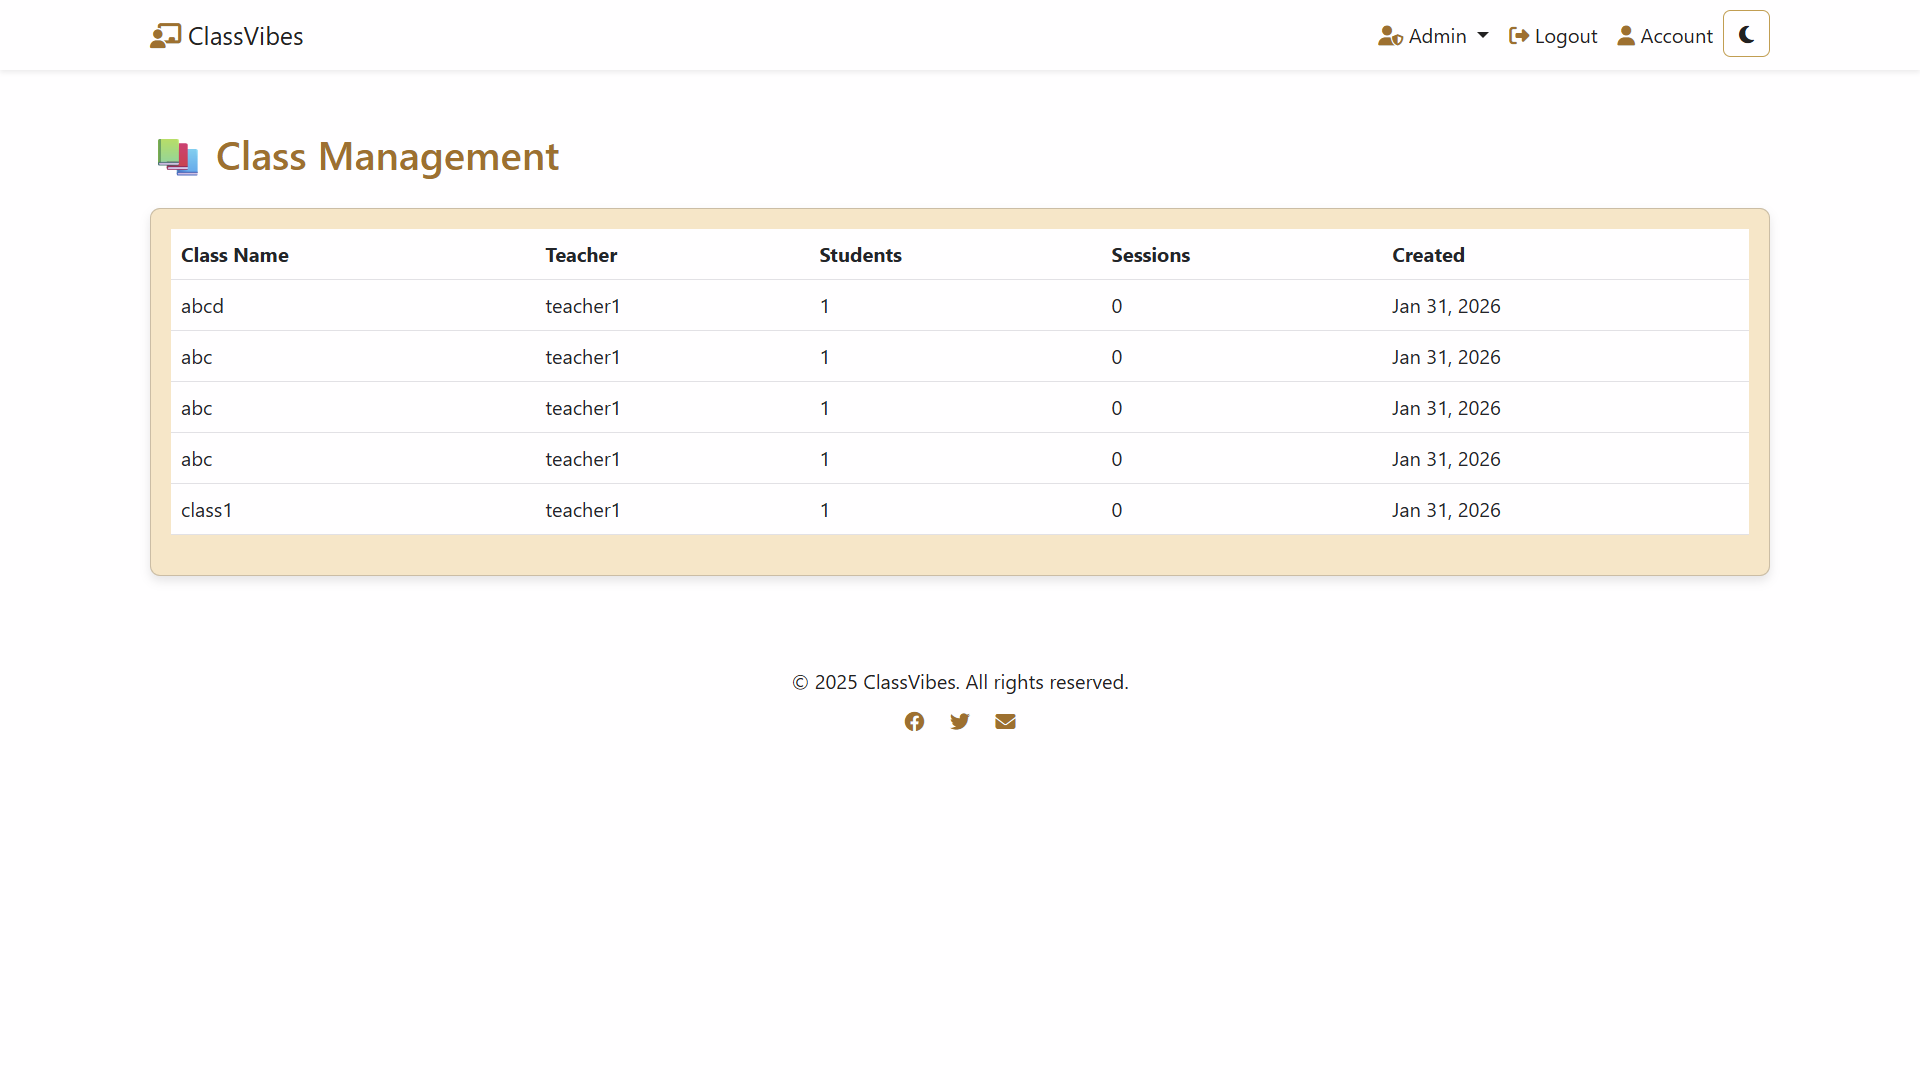 ClassVibes Admin Logout Account
Class Management
Class Name Teacher Students Sessions Created
abcd teacher1 1 0 Jan 31, 2026
abc teacher1 1 0 Jan 31, 2026
abc teacher1 1 0 Jan 31, 2026
abc teacher1 1 0 Jan 31, 2026
class1 teacher1 1 0 Jan 31, 2026
© 2025 ClassVibes. All rights reserved.